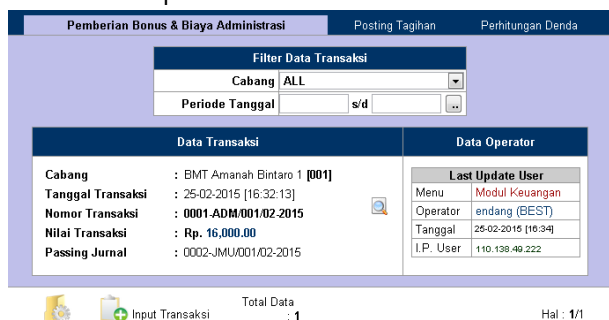 Pemberian Bonus & Biaya Administrasi Posting Tagihan Perhitungan Denda
Filter Data Transaksi
Cabang ALL
Periode Tanggal s/d ..
Data Transaksi Data Operator
Cabang : BMT Amanah Bintaro 1 [001]
Tanggal Transaksi : 25-02-2015 [16:32:13]
Nomor Transaksi : 0001-ADM/001/02-2015
Nilai Transaksi : Rp. 16,000.00
Passing Jurnal : 0002-JMU/001/02-2015
Last Update User
Menu Modul Keuangan
Operator endang (BEST)
Tanggal 25-02-2015 [16:34]
I.P. User 110.138.49.222
Input Transaksi
Total Data
: 1
Hal : 1/1